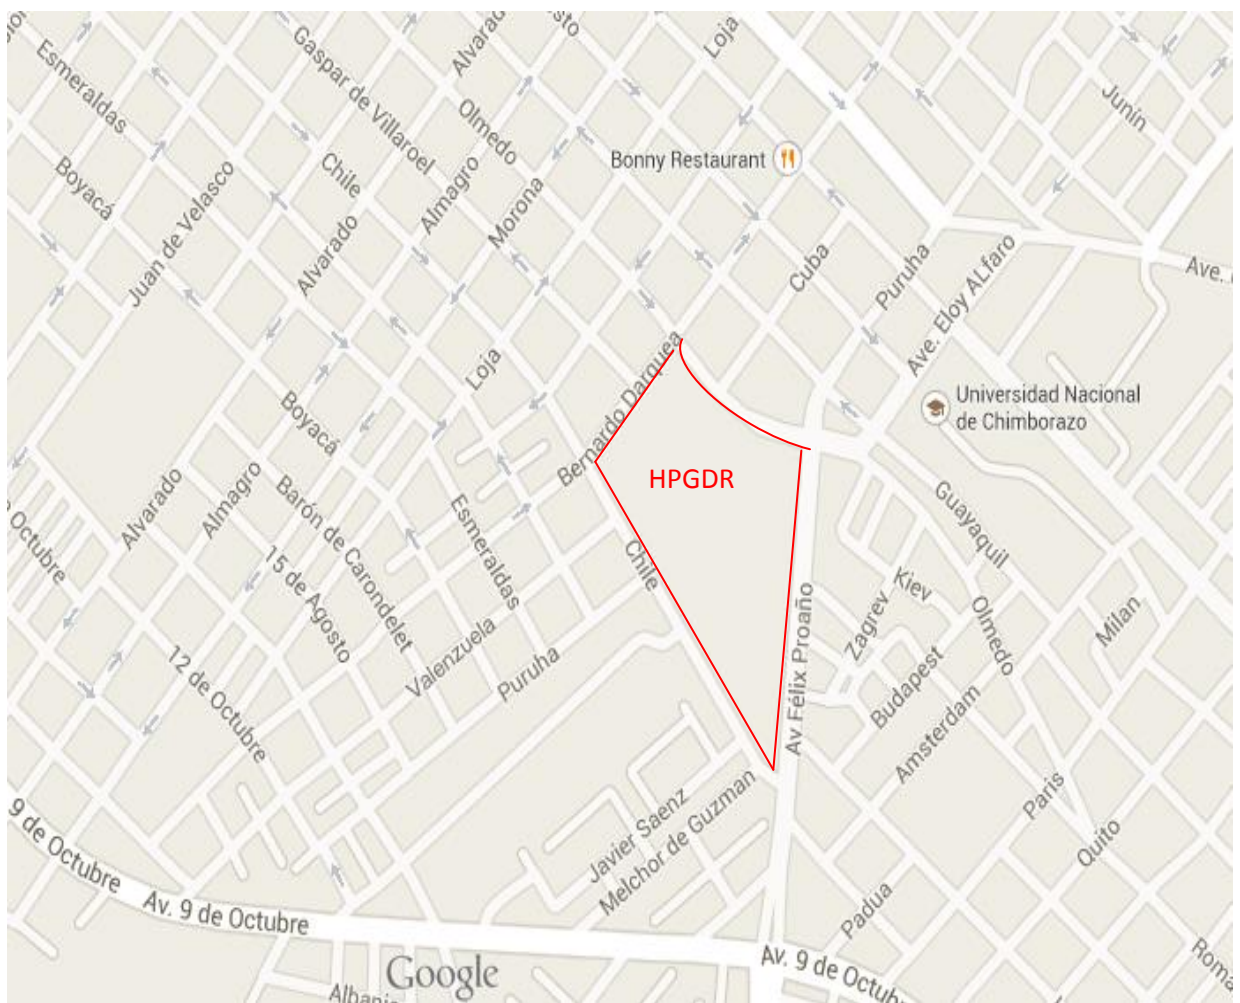 Esmeraldas
Gaspar de Villaroel
Alvarado
Loja
Olmedo
Junín
Boyacá
Chile
Bonny Restaurant
Juan de Velasco
Almagro
Morona
Alvarado
Cuba
Puruha
Ave. Eloy ALfaro
Ave.
Loja
Bernardo Darquea
Universidad Nacional
de Chimborazo
Boyacá
HPGDR
Alvarado
Almagro
Barón de Carondelet
Esmeraldas
Guayaquil
Octubre
15 de Agosto
Chile
Kiev
Olmedo
Milan
Zagrev
Valenzuela
Puruha
Av Félix Proaño
Budapest
12 de Octubre
Amsterdam
Paris
Quito
Javier Saenz
Melchor de Guzman
9 de Octubre
Av. 9 de Octubre
Padua
Av. 9 de Octubre
Roma
Google
Albania